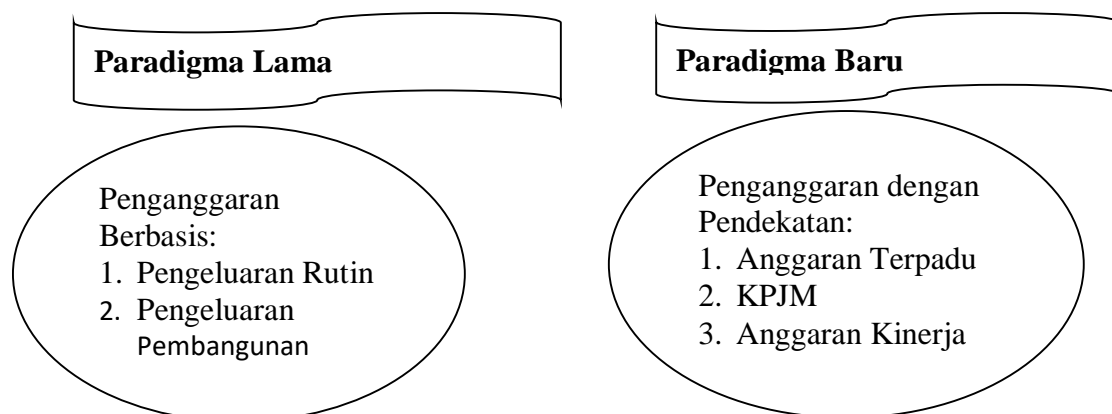 Paradigma Lama
Penganggaran
Berbasis:
1. Pengeluaran Rutin
2. Pengeluaran
Pembangunan
Paradigma Baru
Penganggaran dengan
Pendekatan:
1. Anggaran Terpadu
2. KPJM
3. Anggaran Kinerja